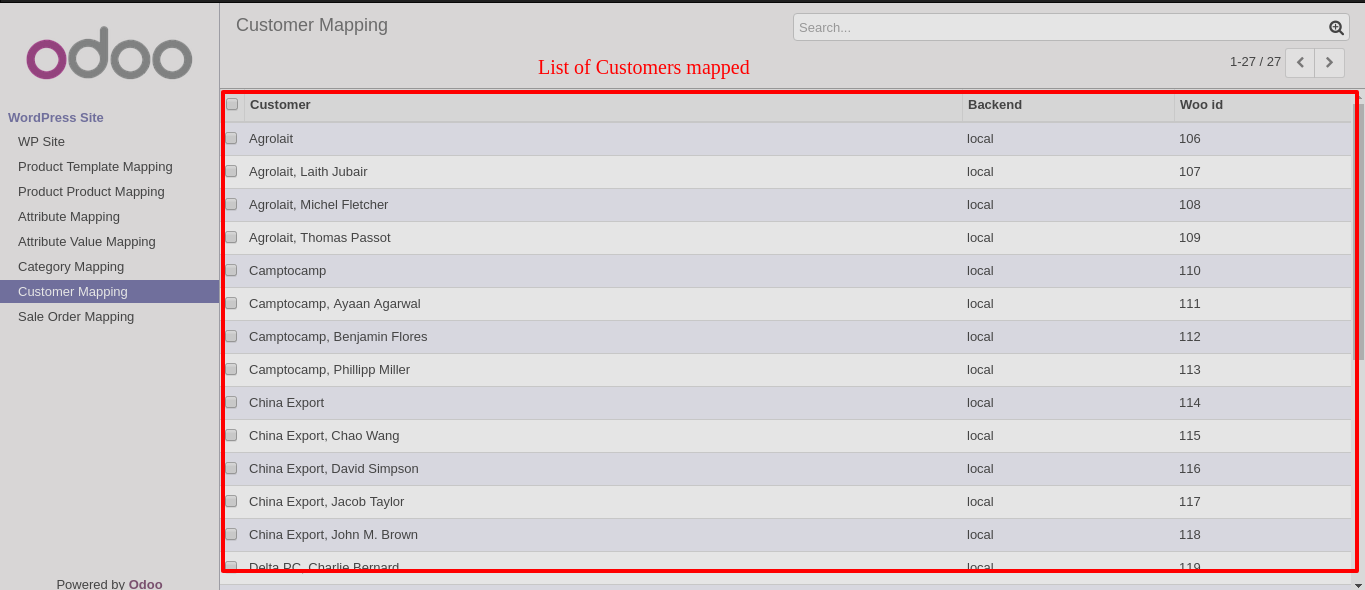 odoo
WordPress Site
WP Site
Product Template Mapping
Product Product Mapping
Attribute Mapping
Attribute Value Mapping
Category Mapping
Customer Mapping
Sale Order Mapping
Powered by Odoo
Customer Mapping
Search...
List of Customers mapped
1-27 / 27
Customer Backend Woo id
Agrolait local 106
Agrolait, Laith Jubair local 107
Agrolait, Michel Fletcher local 108
Agrolait, Thomas Passot local 109
Camptocamp local 110
Camptocamp, Ayaan Agarwal local 111
Camptocamp, Benjamin Flores local 112
Camptocamp, Phillipp Miller local 113
China Export local 114
China Export, Chao Wang local 115
China Export, David Simpson local 116
China Export, Jacob Taylor local 117
China Export, John M. Brown local 118
Delta PC, Charlie Bernard local 119